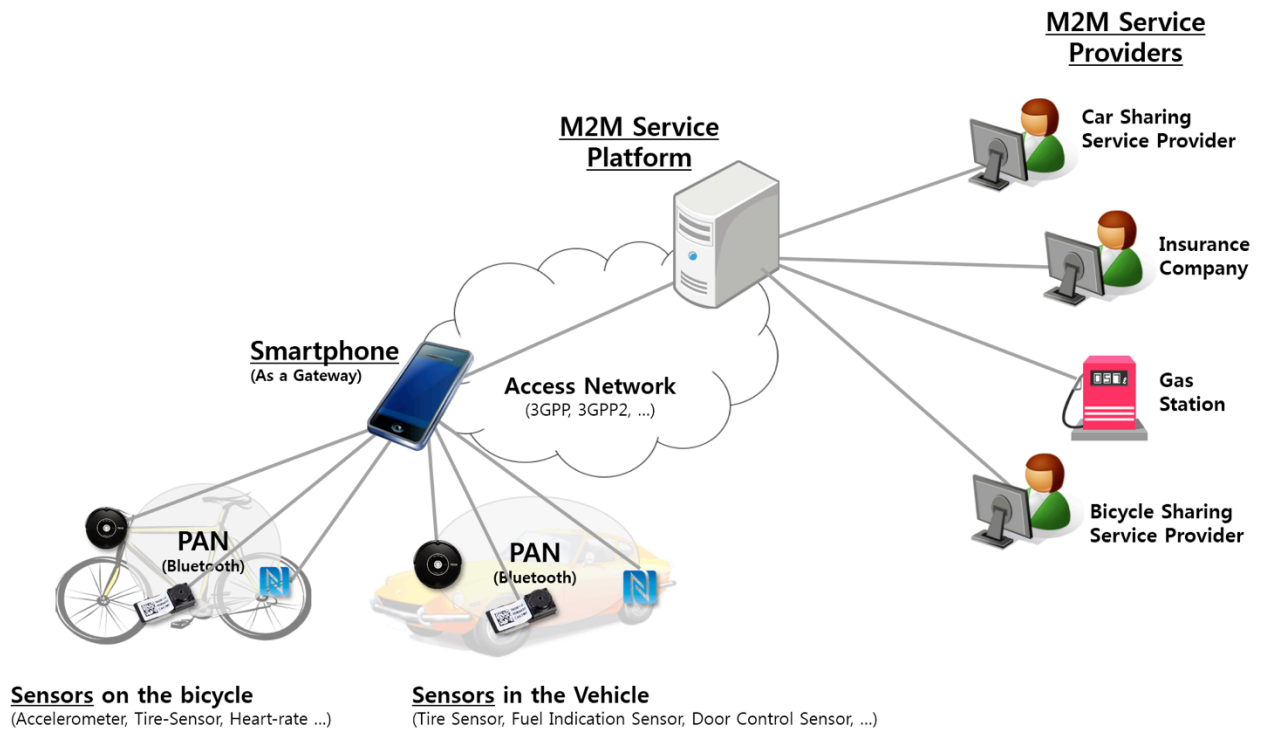 M2M Service
Providers
Car Sharing
Service Provider
M2M Service
Platform
Insurance
Company
Smartphone
(As a Gateway)
Access Network
(3GPP, 3GPP2, ...)
Gas
Station
Bicycle Sharing
Service Provider
PAN
(Bluetooth)
PAN
(Bluetooth)
Sensors on the bicycle
(Accelerometer, Tire-Sensor, Heart-rate ...)
Sensors in the Vehicle
(Tire Sensor, Fuel Indication Sensor, Door Control Sensor, ...)